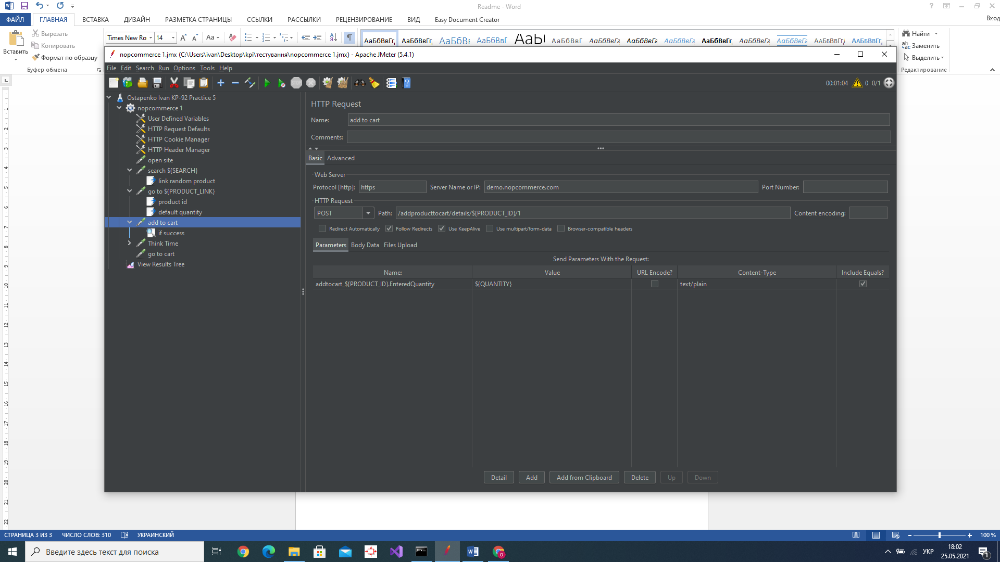 Readme - Word
ФАЙЛ ГЛАВНАЯ ВСТАВКА ДИЗАЙН РАЗМЕТКА СТРАНИЦЫ ССЫЛКИ РАССЫЛКИ РЕЦЕНЗИРОВАНИЕ ВИД Easy Document Creator Вход
Вставить
Вырезать
Копировать
Формат по образцу
Буфер обмена
Times New Ro 14
АаБбВвГг, АаБбВвГг, АаБбВı АаБбВвГ АаЬ( АаБбВвГ АаБбВвГг АаБбВвГг АаБбВвГг АаБбВвГг, АаБбВвГг АаБбВвГг АаБбВвГг, АаБбВвГг,
Найти
Заменить
Выделить
Редактирование
nopcommerce 1.jmx (C:\Users\ivan\Desktop\kpi\тестування\nopcommerce 1.jmx) - Apache JMeter (5.4.1)
File Edit Search Run Options Tools Help
00:01:04 0 0/1
Ostapenko Ivan KP-92 Practice 5
nopcommerce 1
User Defined Variables
HTTP Request Defaults
HTTP Cookie Manager
HTTP Header Manager
open site
search ${SEARCH}
link random product
go to ${PRODUCT_LINK}
product id
default quantity
add to cart
if success
Think Time
go to cart
View Results Tree
HTTP Request
Name: add to cart
Comments:
Basic Advanced
Web Server
Protocol [http]: https Server Name or IP: demo.nopcommerce.com Port Number:
HTTP Request
POST Path: /addproducttocart/details/${PRODUCT_ID}/1 Content encoding:
Redirect Automatically Follow Redirects Use KeepAlive Use multipart/form-data Browser-compatible headers
Parameters Body Data Files Upload
Send Parameters With the Request:
Name: Value URL Encode? Content-Type Include Equals?
addtocart_${PRODUCT_ID}.EnteredQuantity ${QUANTITY} text/plain
Detail Add Add from Clipboard Delete Up Down
СТРАНИЦА 3 ИЗ 3 ЧИСЛО СЛОВ: 310 УКРАИНСКИЙ 100 %
Введите здесь текст для поиска
УКР
18:02
25.05.2021
1